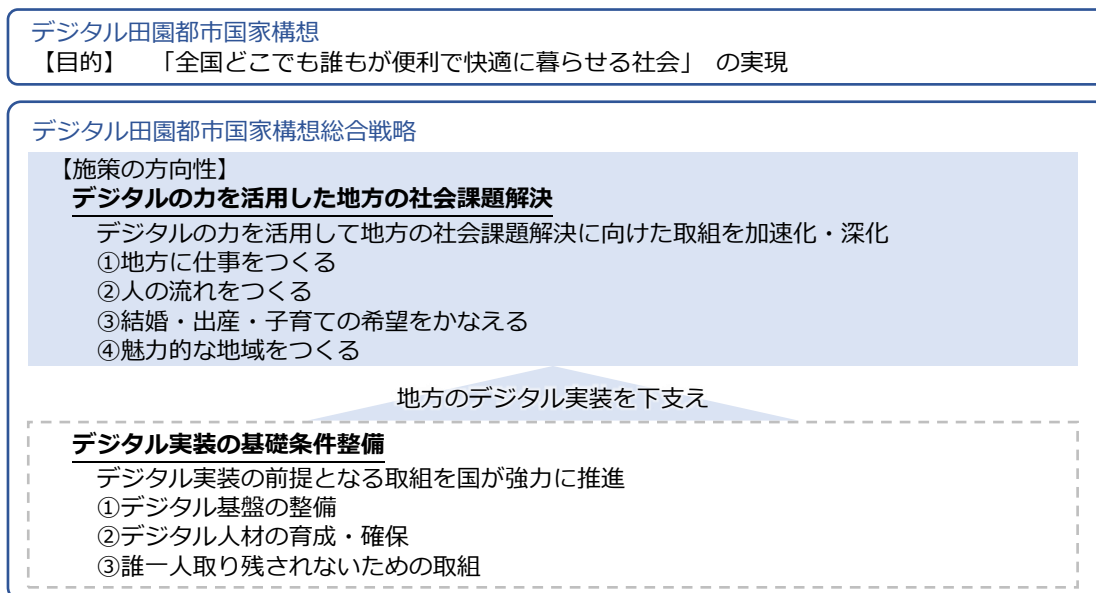 デジタル田園都市国家構想
【目的】　「全国どこでも誰もが便利で快適に暮らせる社会」　の実現
デジタル田園都市国家構想総合戦略
【施策の方向性】
デジタルの力を活用した地方の社会課題解決
デジタルの力を活用して地方の社会課題解決に向けた取組を加速化・深化
①地方に仕事をつくる
②人の流れをつくる
③結婚・出産・子育ての希望をかなえる
④魅力的な地域をつくる
地方のデジタル実装を下支え
デジタル実装の基礎条件整備
デジタル実装の前提となる取組を国が強力に推進
①デジタル基盤の整備
②デジタル人材の育成・確保
③誰一人取り残されないための取組